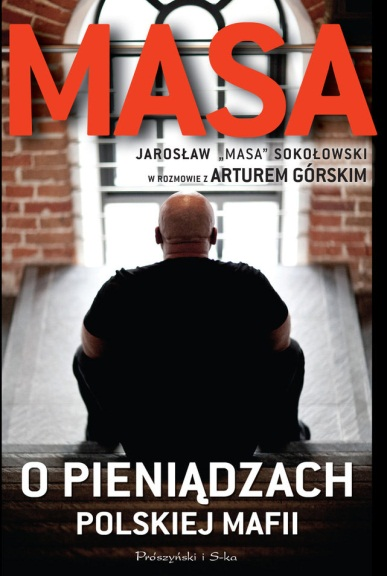 MASA
JAROSŁAW „MASA” SOKOŁOWSKI
W ROZMOWIE Z ARTUREM GÓRSKIM
O PIENIĄDZACH
POLSKIEJ MAFII
Prószyński i S-ka